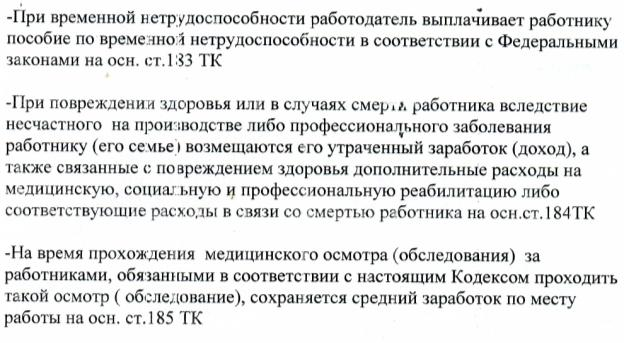 -При временной нетрудоспособности работодатель выплачивает работнику
пособие по временной нетрудоспособности в соответствии с Федеральными
законами на осн. ст.183 ТК
-При повреждении здоровья или в случаях смерти работника вследствие
несчастного на производстве либо профессионального заболевания
работнику (его семье) возмещаются его утраченный заработок (доход), а
также связанные с повреждением здоровья дополнительные расходы на
медицинскую, социальную и профессиональную реабилитацию либо
соответствующие расходы в связи со смертью работника на осн.ст.184ТК
-На время прохождения медицинского осмотра (обследования) за
работниками, обязанными в соответствии с настоящим Кодексом проходить
такой осмотр ( обследование), сохраняется средний заработок по месту
работы на осн. ст.185 ТК